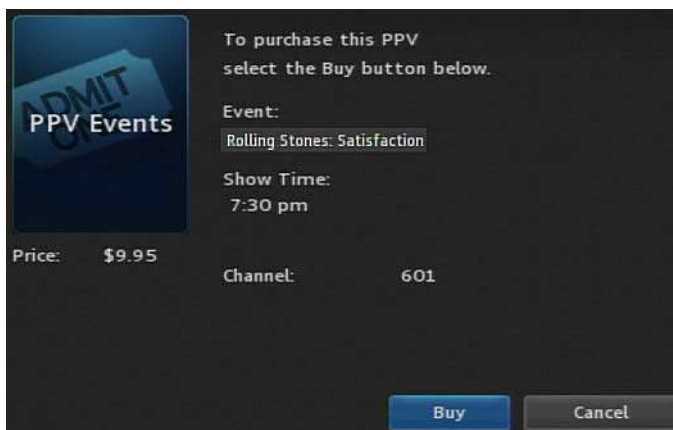 ADMIT
ONE
PPV Events
Price: $9.95
To purchase this PPV
select the Buy button below.
Event:
Rolling Stones: Satisfaction
Show Time:
7:30 pm
Channel: 601
Buy
Cancel